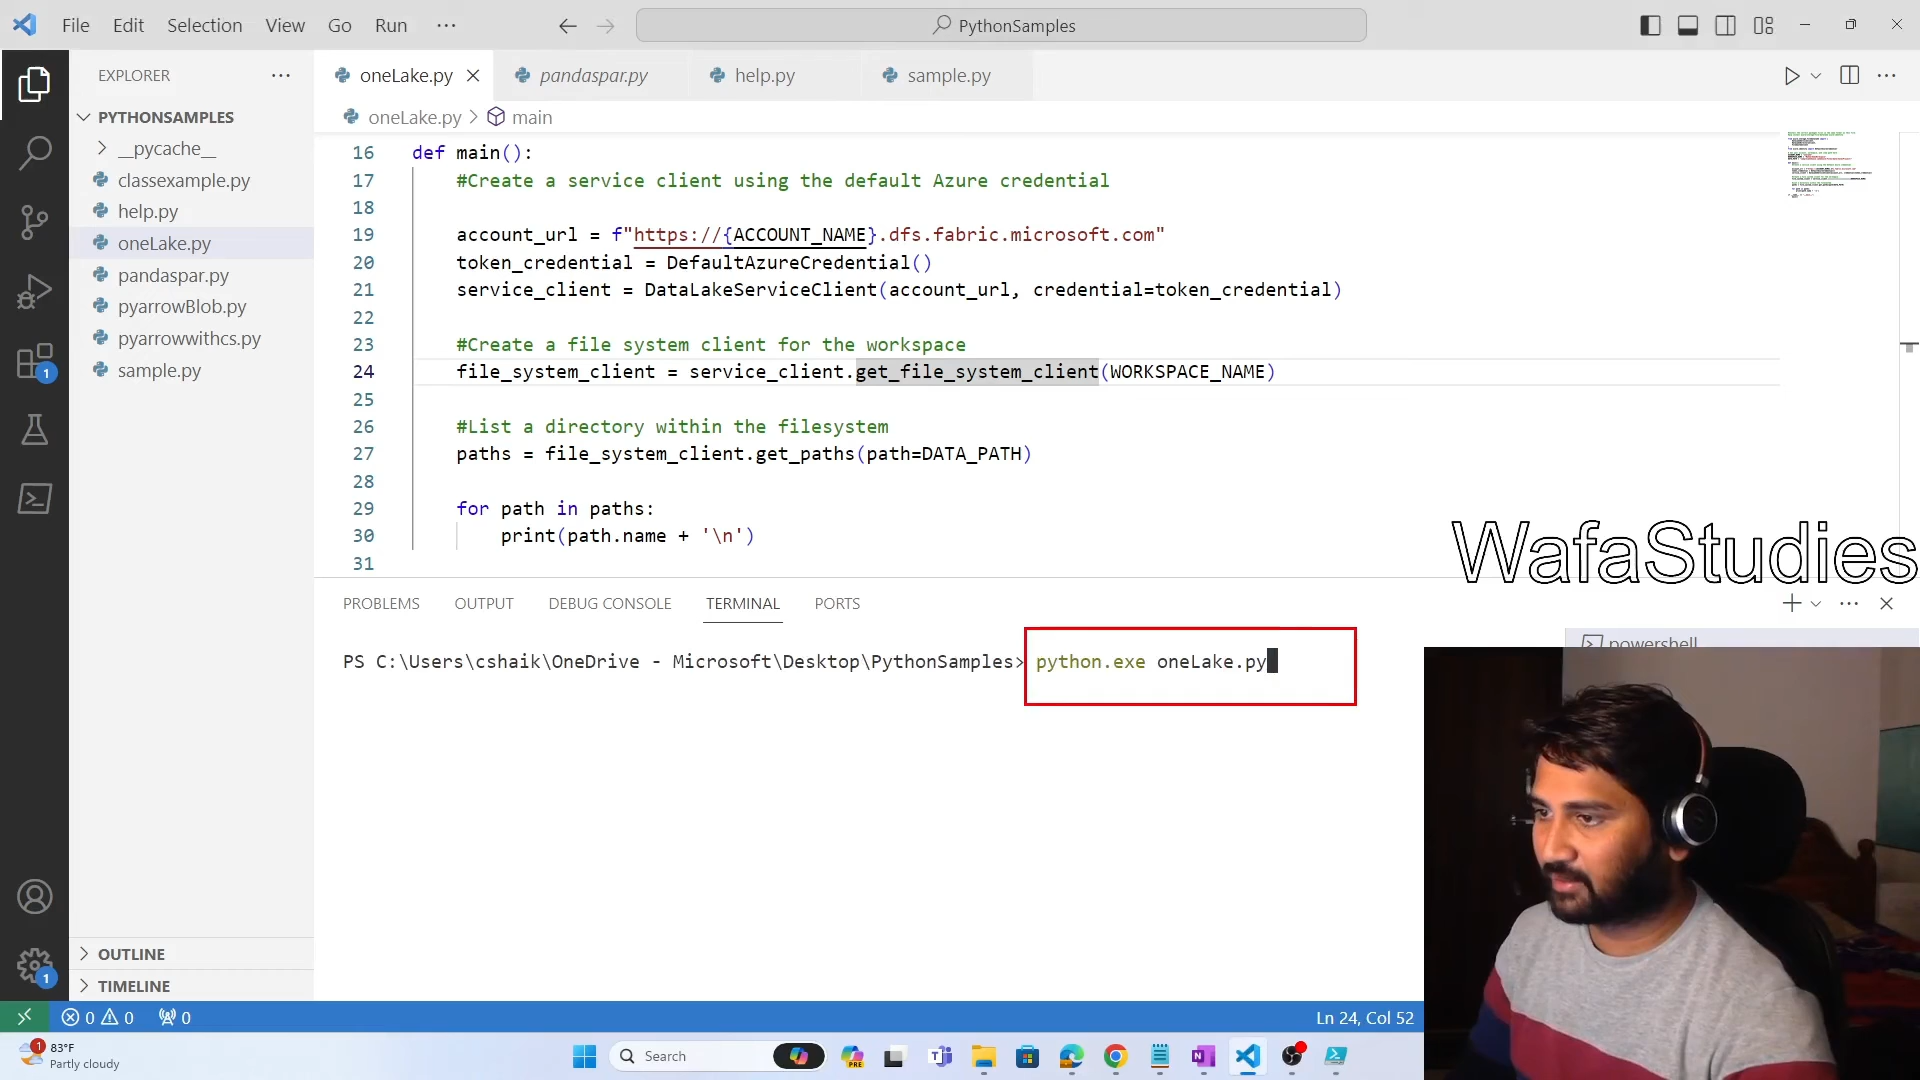 File Edit Selection View Go Run ···
PythonSamples
EXPLORER
PYTHONSAMPLES
__pycache__
classexample.py
help.py
oneLake.py
pandaspar.py
pyarrowBlob.py
pyarrowwithcs.py
sample.py
OUTLINE
TIMELINE
oneLake.py pandaspar.py help.py sample.py
oneLake.py > main
16 def main():
17 #Create a service client using the default Azure credential
18
19 account_url = f"https://{ACCOUNT_NAME}.dfs.fabric.microsoft.com"
20 token_credential = DefaultAzureCredential()
21 service_client = DataLakeServiceClient(account_url, credential=token_credential)
22
23 #Create a file system client for the workspace
24 file_system_client = service_client.get_file_system_client(WORKSPACE_NAME)
25
26 #List a directory within the filesystem
27 paths = file_system_client.get_paths(path=DATA_PATH)
28
29 for path in paths:
30 print(path.name + '\n')
31
WafaStudies
PROBLEMS OUTPUT DEBUG CONSOLE TERMINAL PORTS
powershell
PS C:\Users\cshaik\OneDrive - Microsoft\Desktop\PythonSamples> python.exe oneLake.py
1
1
0 0 0
Ln 24, Col 52
1
83°F
Partly cloudy
Search
PRE